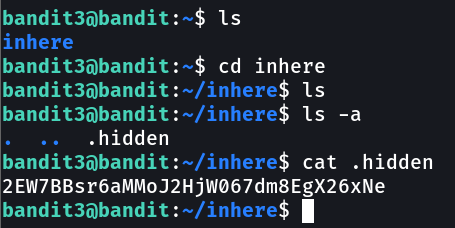 bandit3@bandit:~$ ls
inhere
bandit3@bandit:~$ cd inhere
bandit3@bandit:~/inhere$ ls
bandit3@bandit:~/inhere$ ls -a
.  ..  .hidden
bandit3@bandit:~/inhere$ cat .hidden
2EW7BBsr6aMMoJ2HjW067dm8EgX26xNe
bandit3@bandit:~/inhere$